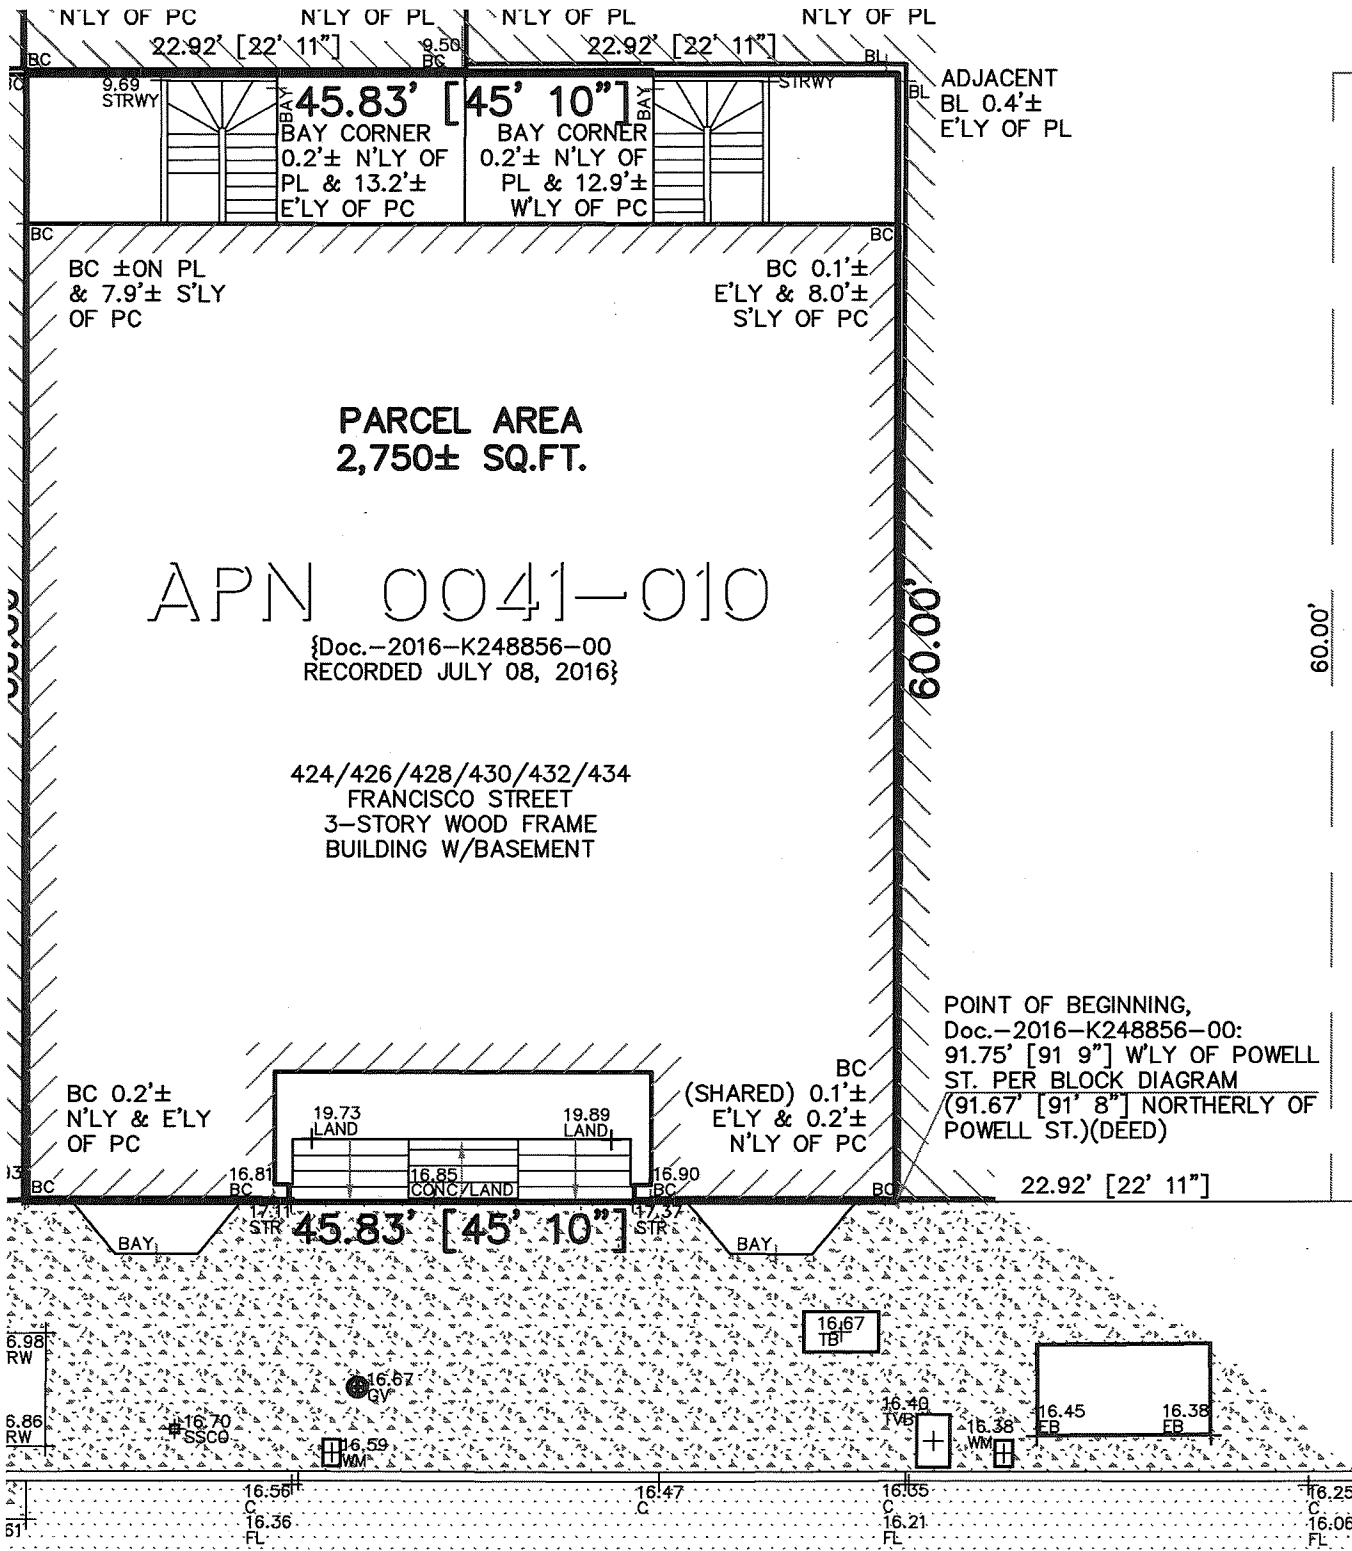 N'LY OF PC
N'LY OF PL
N'LY OF PL
N'LY OF PL
22.92' [22' 11"]
9.50
BC
22.92' [22' 11"]
BL
BC
BC
9.69
STRWY
BAY
45.83' [45' 10"]
BAY
STRWY
BL
ADJACENT
BL 0.4'±
E'LY OF PL
BAY CORNER
0.2'± N'LY OF
PL & 13.2'±
E'LY OF PC
BAY CORNER
0.2'± N'LY OF
PL & 12.9'±
W'LY OF PC
BC
BC
BC ±ON PL
& 7.9'± S'LY
OF PC
BC 0.1'±
E'LY & 8.0'±
S'LY OF PC
PARCEL AREA
2,750± SQ.FT.
APN 0041-010
{Doc.-2016-K248856-00
RECORDED JULY 08, 2016}
60.00'
60.00'
424/426/428/430/432/434
FRANCISCO STREET
3-STORY WOOD FRAME
BUILDING W/BASEMENT
POINT OF BEGINNING,
Doc.-2016-K248856-00:
91.75' [91 9"] W'LY OF POWELL
ST. PER BLOCK DIAGRAM
(91.67' [91' 8"] NORTHERLY OF
POWELL ST.)(DEED)
BC 0.2'±
N'LY & E'LY
OF PC
BC
(SHARED) 0.1'±
E'LY & 0.2'±
N'LY OF PC
19.73
LAND
19.89
LAND
BC
16.81
BC
16.85
CONC/LAND
16.90
BC
BC
22.92' [22' 11"]
17.11
STR
45.83' [45' 10"]
17.37
STR
BAY
BAY
16.67
TB
6.98
RW
16.67
GV
6.86
RW
16.70
SSCO
16.59
WM
16.40
TVB
16.38
WM
16.45
EB
16.38
EB
16.56
C
16.36
FL
16.47
C
16.35
C
16.21
FL
16.25
C
16.06
FL